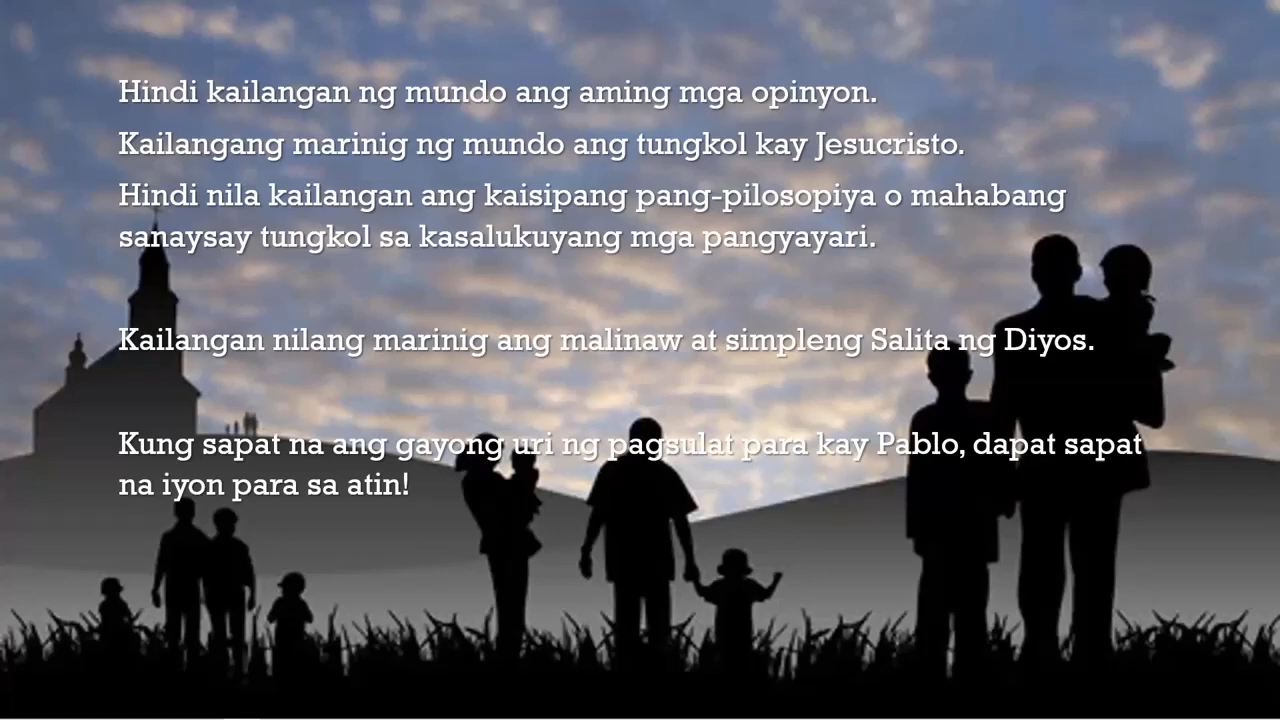 Hindi kailangan ng mundo ang aming mga opinyon.
Kailangang marinig ng mundo ang tungkol kay Jesucristo.
Hindi nila kailangan ang kaisipang pang-pilosopiya o mahabang
sanaysay tungkol sa kasalukuyang mga pangyayari.
Kailangan nilang marinig ang malinaw at simpleng Salita ng Diyos.
Kung sapat na ang gayong uri ng pagsulat para kay Pablo, dapat sapat
na iyon para sa atin!